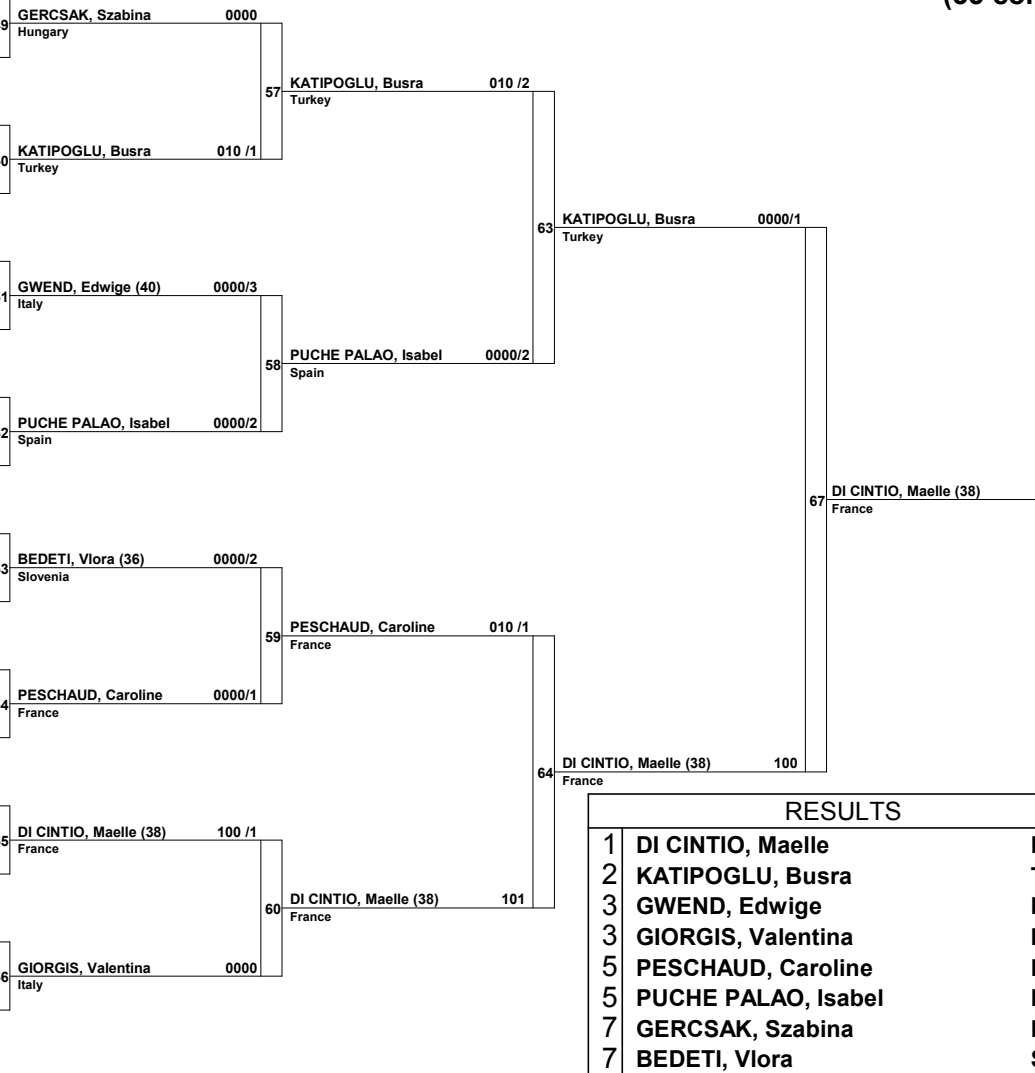 GERCSAK, Szabina 0000
Hungary
57
KATIPOGLU, Busra 010 /2
Turkey
KATIPOGLU, Busra 010 /1
Turkey
63
KATIPOGLU, Busra 0000/1
Turkey
GWEND, Edwige (40) 0000/3
Italy
58
PUCHE PALAO, Isabel 0000/2
Spain
PUCHE PALAO, Isabel 0000/2
Spain
67
DI CINTIO, Maelle (38)
France
BEDETI, Vlora (36) 0000/2
Slovenia
59
PESCHAUD, Caroline 010 /1
France
PESCHAUD, Caroline 0000/1
France
64
DI CINTIO, Maelle (38) 100
France
DI CINTIO, Maelle (38) 100 /1
France
60
DI CINTIO, Maelle (38) 101
France
GIORGIS, Valentina 0000
Italy
RESULTS
1 DI CINTIO, Maelle
2 KATIPOGLU, Busra
3 GWEND, Edwige
3 GIORGIS, Valentina
5 PESCHAUD, Caroline
5 PUCHE PALAO, Isabel
7 GERCSAK, Szabina
7 BEDETI, Vlora